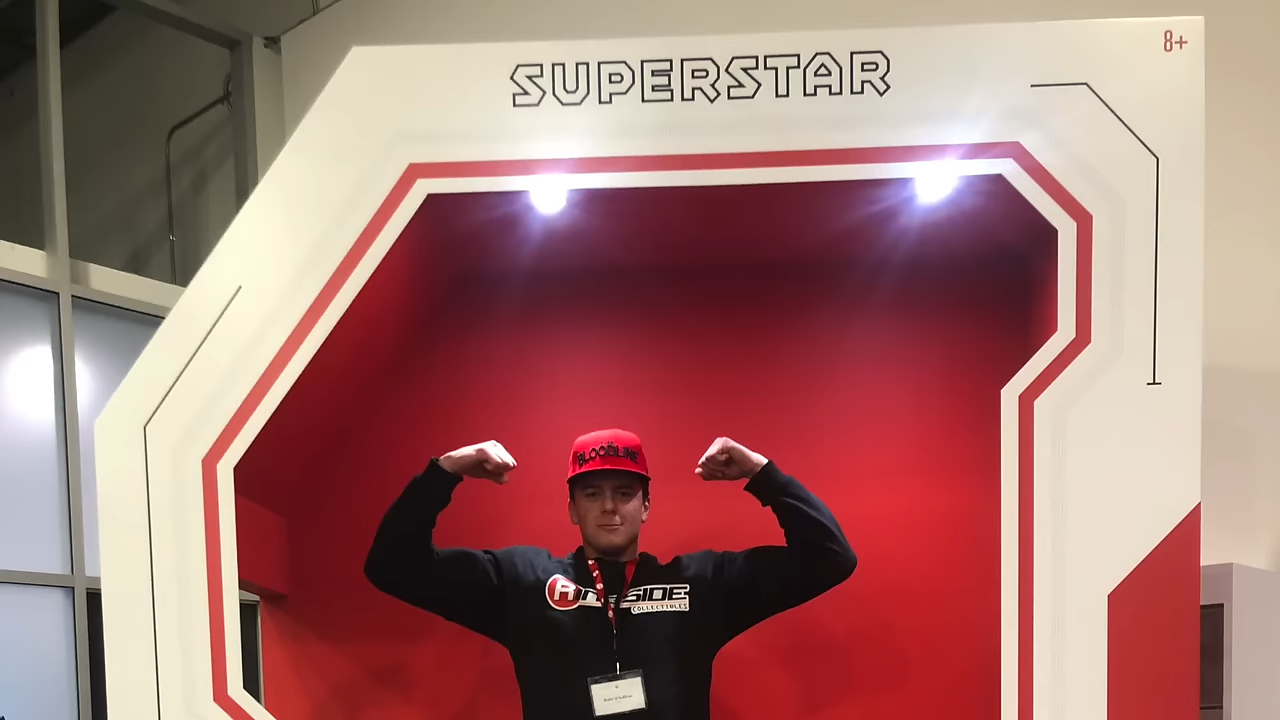 SUPERSTAR
8+
BLOODLINE
RINGSIDE
COLLECTIBLES